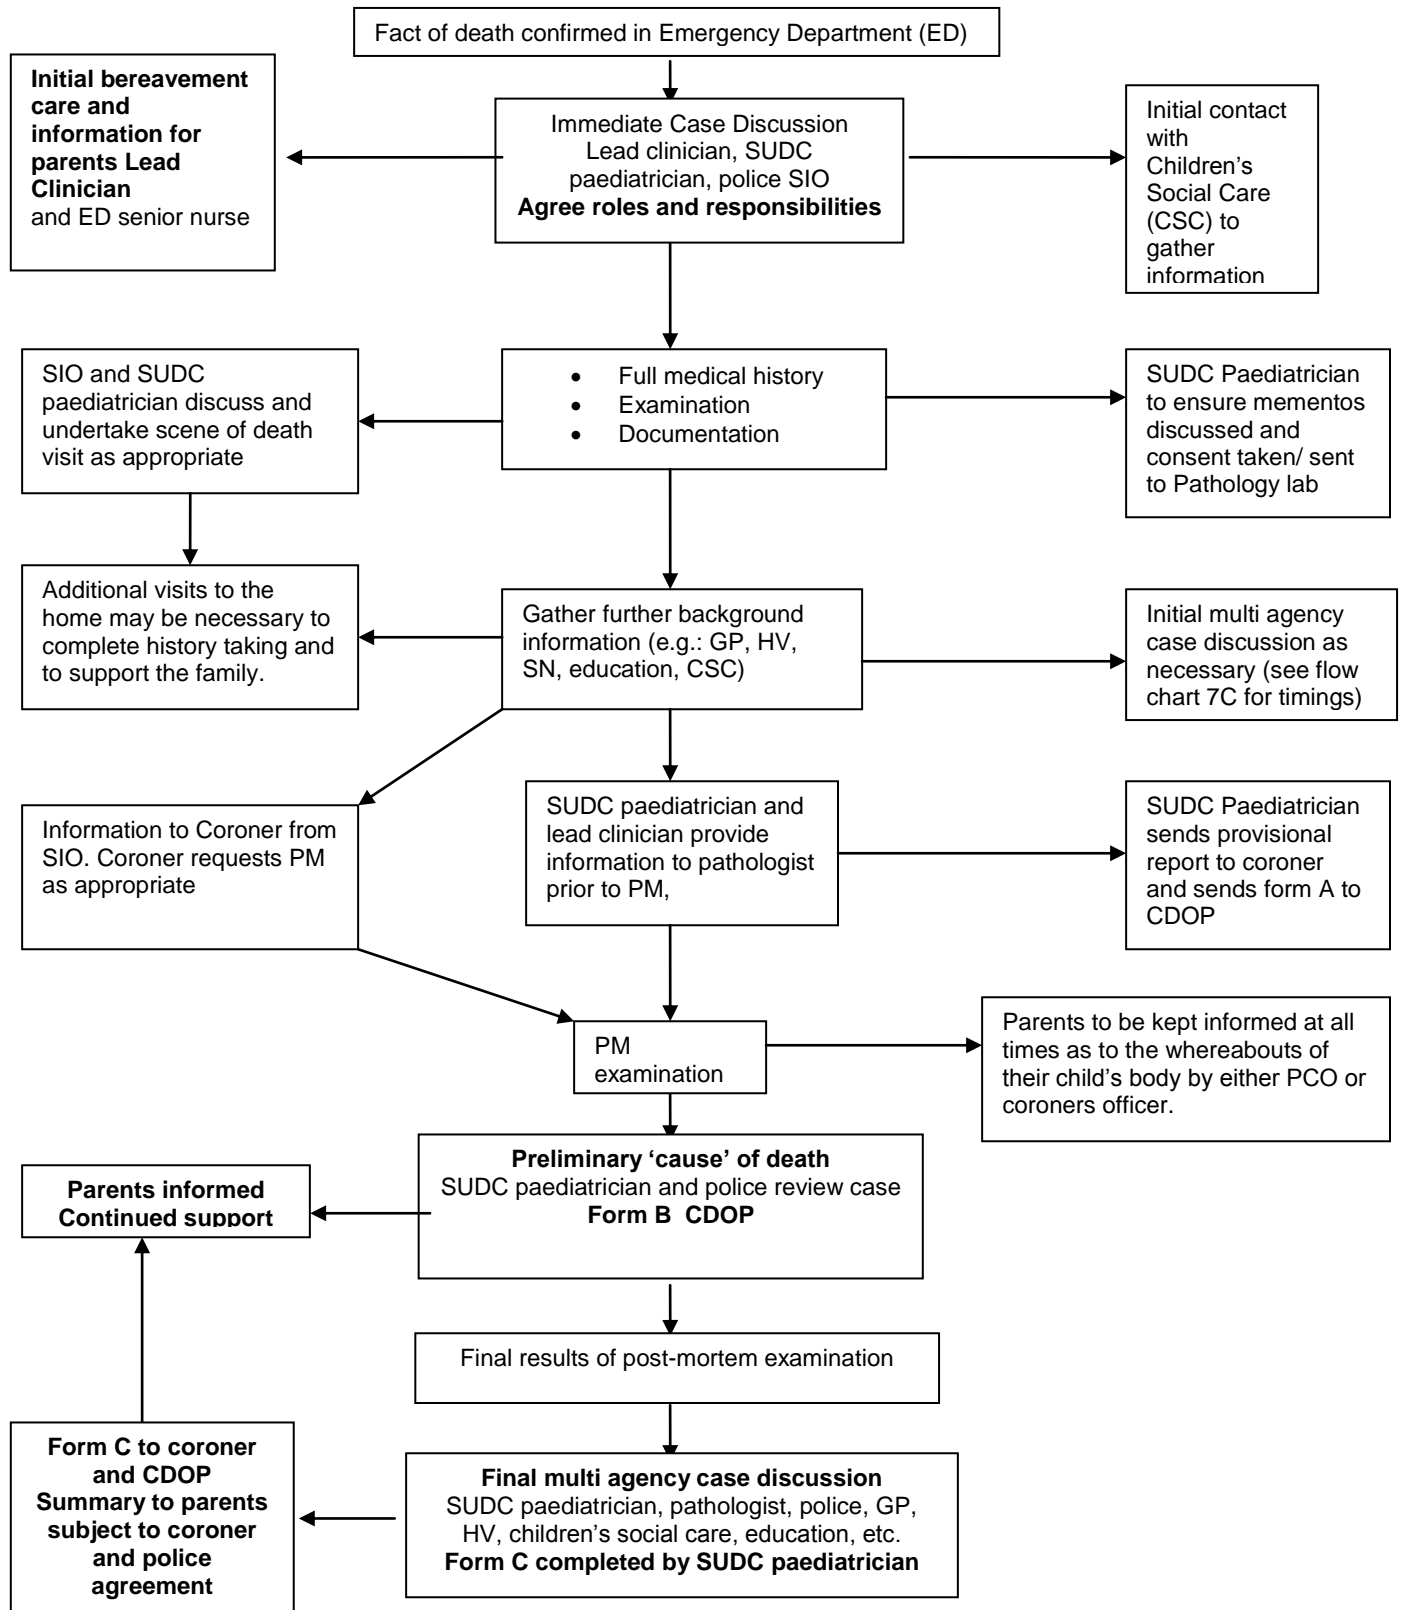 Fact of death confirmed in Emergency Department (ED)
Initial bereavement
care and
information for
parents Lead
Clinician
and ED senior nurse
Immediate Case Discussion
Lead clinician, SUDC
paediatrician, police SIO
Agree roles and responsibilities
Initial contact
with
Children's
Social Care
(CSC) to
gather
information
SIO and SUDC
paediatrician discuss and
undertake scene of death
visit as appropriate
• Full medical history
• Examination
• Documentation
SUDC Paediatrician
to ensure mementos
discussed and
consent taken/ sent
to Pathology lab
Additional visits to the
home may be necessary to
complete history taking and
to support the family.
Gather further background
information (e.g.: GP, HV,
SN, education, CSC)
Initial multi agency
case discussion as
necessary (see flow
chart 7C for timings)
Information to Coroner from
SIO. Coroner requests PM
as appropriate
SUDC paediatrician and
lead clinician provide
information to pathologist
prior to PM,
SUDC Paediatrician
sends provisional
report to coroner
and sends form A to
CDOP
PM
examination
Parents to be kept informed at all
times as to the whereabouts of
their child's body by either PCO or
coroners officer.
Preliminary 'cause' of death
SUDC paediatrician and police review case
Form B CDOP
Parents informed
Continued support
Final results of post-mortem examination
Form C to coroner
and CDOP
Summary to parents
subject to coroner
and police
agreement
Final multi agency case discussion
SUDC paediatrician, pathologist, police, GP,
HV, children's social care, education, etc.
Form C completed by SUDC paediatrician